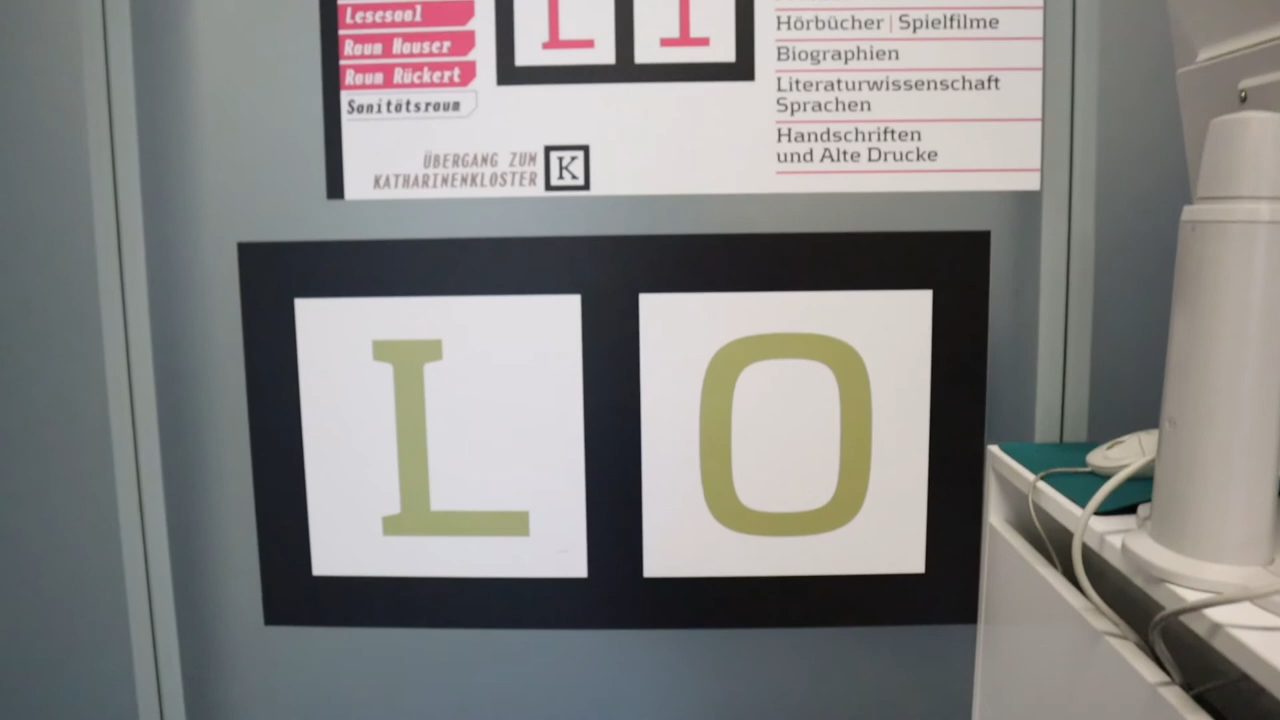 Lesesaal
Raum Hauser
Raum Rückert
Sanitätsraum
ÜBERGANG ZUM
KATHARINENKLOSTER
K
Hörbücher | Spielfilme
Biographien
Literaturwissenschaft
Sprachen
Handschriften
und Alte Drucke
L O